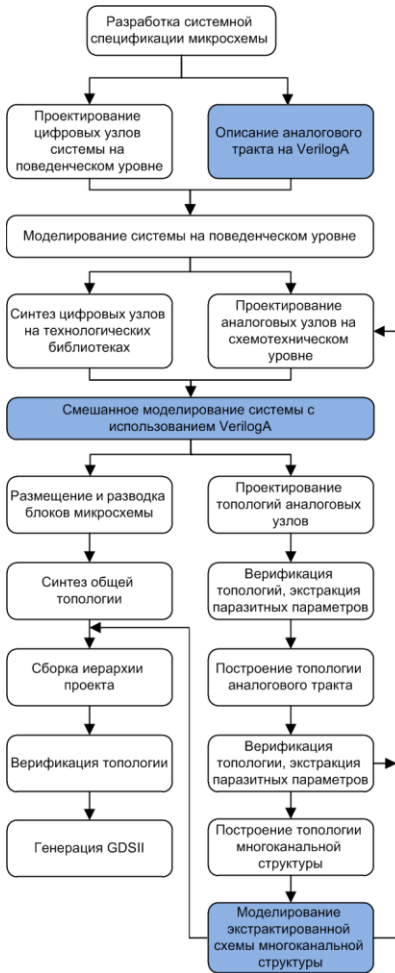 Разработка системной
спецификации микросхемы
Проектирование
цифровых узлов
системы на
поведенческом уровне
Описание аналогового
тракта на VerilogA
Моделирование системы на поведенческом уровне
Синтез цифровых узлов
на технологических
библиотеках
Проектирование
аналоговых узлов на
схемотехническом
уровне
Смешанное моделирование системы с
использованием VerilogA
Размещение и разводка
блоков микросхемы
Проектирование
топологий аналоговых
узлов
Синтез общей
топологии
Верификация
топологий, экстракция
паразитных параметров
Сборка иерархии
проекта
Построение топологии
аналогового тракта
Верификация топологии
Верификация
топологии, экстракция
паразитных параметров
Генерация GDSII
Построение топологии
многоканальной
структуры
Моделирование
экстрактированной
схемы многоканальной
структуры